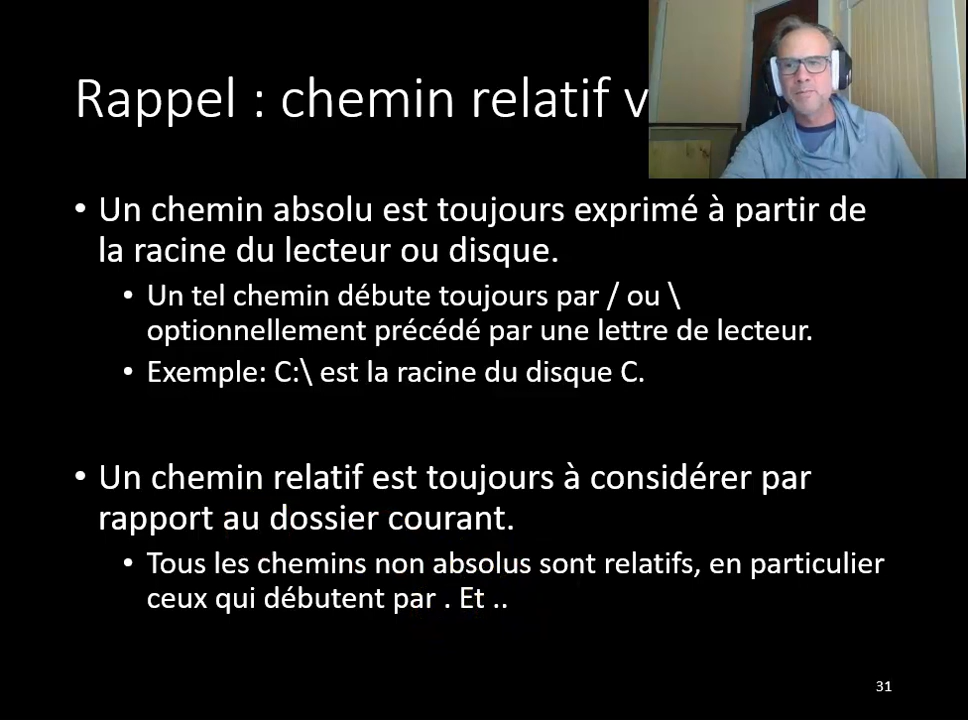 Rappel : chemin relatif v
• Un chemin absolu est toujours exprimé à partir de
la racine du lecteur ou disque.
• Un tel chemin débute toujours par / ou \
optionnellement précédé par une lettre de lecteur.
• Exemple: C:\ est la racine du disque C.
• Un chemin relatif est toujours à considérer par
rapport au dossier courant.
• Tous les chemins non absolus sont relatifs, en particulier
ceux qui débutent par . Et ..
31